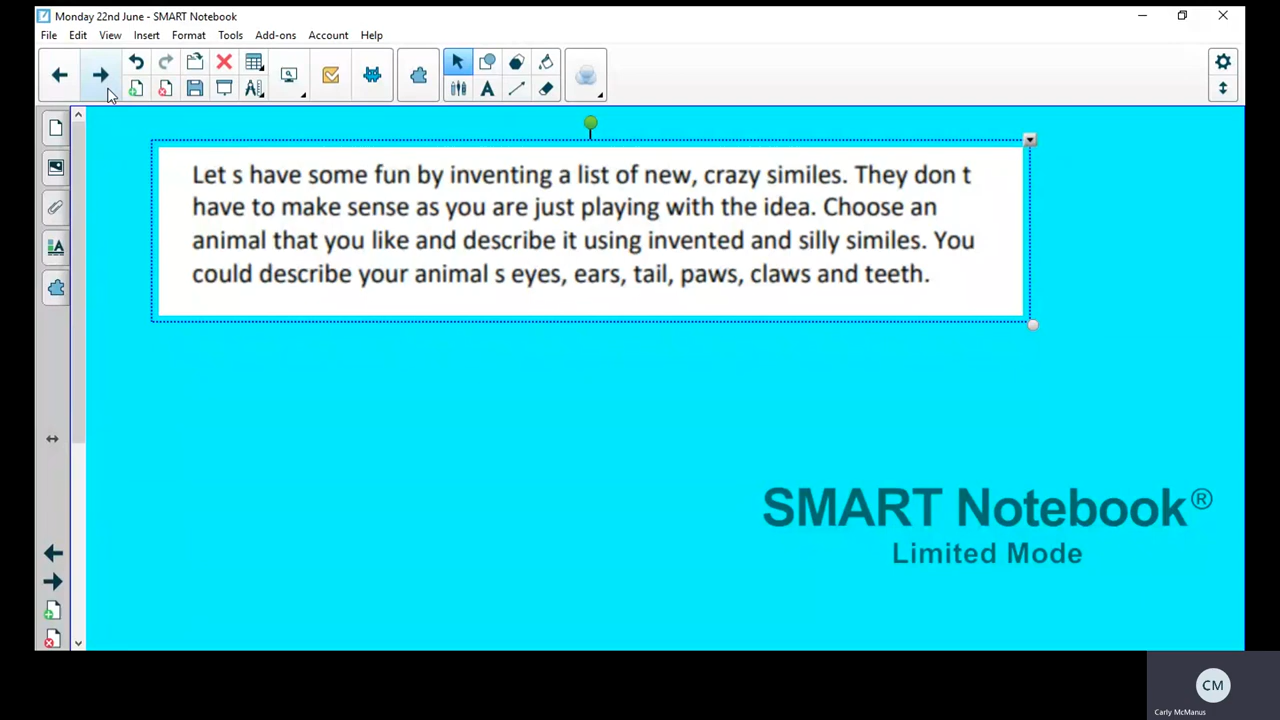 Monday 22nd June - SMART Notebook
File Edit View Insert Format Tools Add-ons Account Help
Let s have some fun by inventing a list of new, crazy similes. They don t
have to make sense as you are just playing with the idea. Choose an
animal that you like and describe it using invented and silly similes. You
could describe your animal s eyes, ears, tail, paws, claws and teeth.
SMART Notebook®
Limited Mode
CM
Carly McManus